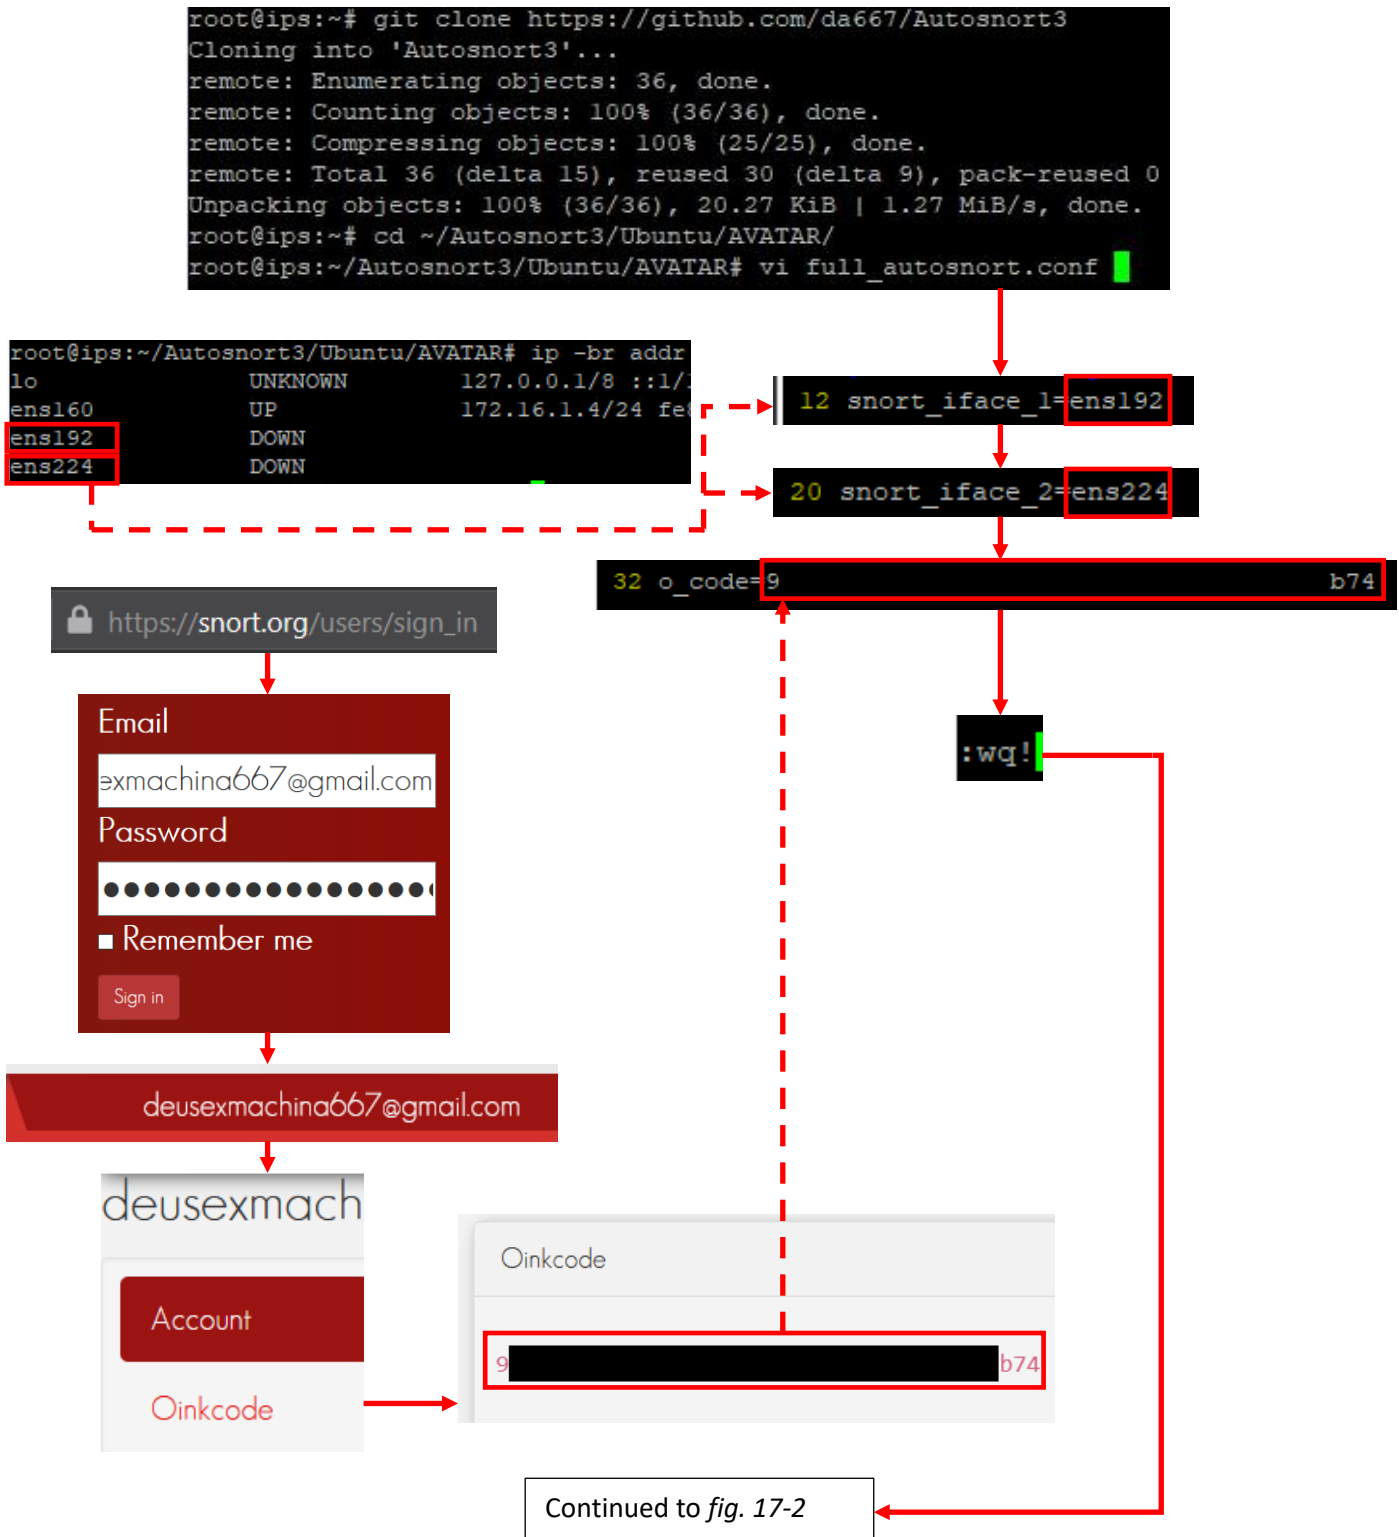 root@ips:~# git clone https://github.com/da667/Autosnort3
Cloning into 'Autosnort3'...
remote: Enumerating objects: 36, done.
remote: Counting objects: 100% (36/36), done.
remote: Compressing objects: 100% (25/25), done.
remote: Total 36 (delta 15), reused 30 (delta 9), pack-reused 0
Unpacking objects: 100% (36/36), 20.27 KiB | 1.27 MiB/s, done.
root@ips:~# cd ~/Autosnort3/Ubuntu/AVATAR/
root@ips:~/Autosnort3/Ubuntu/AVATAR# vi full_autosnort.conf
root@ips:~/Autosnort3/Ubuntu/AVATAR# ip -br addr
lo UNKNOWN 127.0.0.1/8 ::1/
ens160 UP 172.16.1.4/24 fe
ens192 DOWN
ens224 DOWN
12 snort_iface_1=ens192
20 snort_iface_2=ens224
32 o_code=9 b74
:wq!
https://snort.org/users/sign_in
Email
exmachina667@gmail.com
Password
Remember me
Sign in
deusexmachina667@gmail.com
deusexmach
Account
Oinkcode
Oinkcode
9 b74
Continued to fig. 17-2